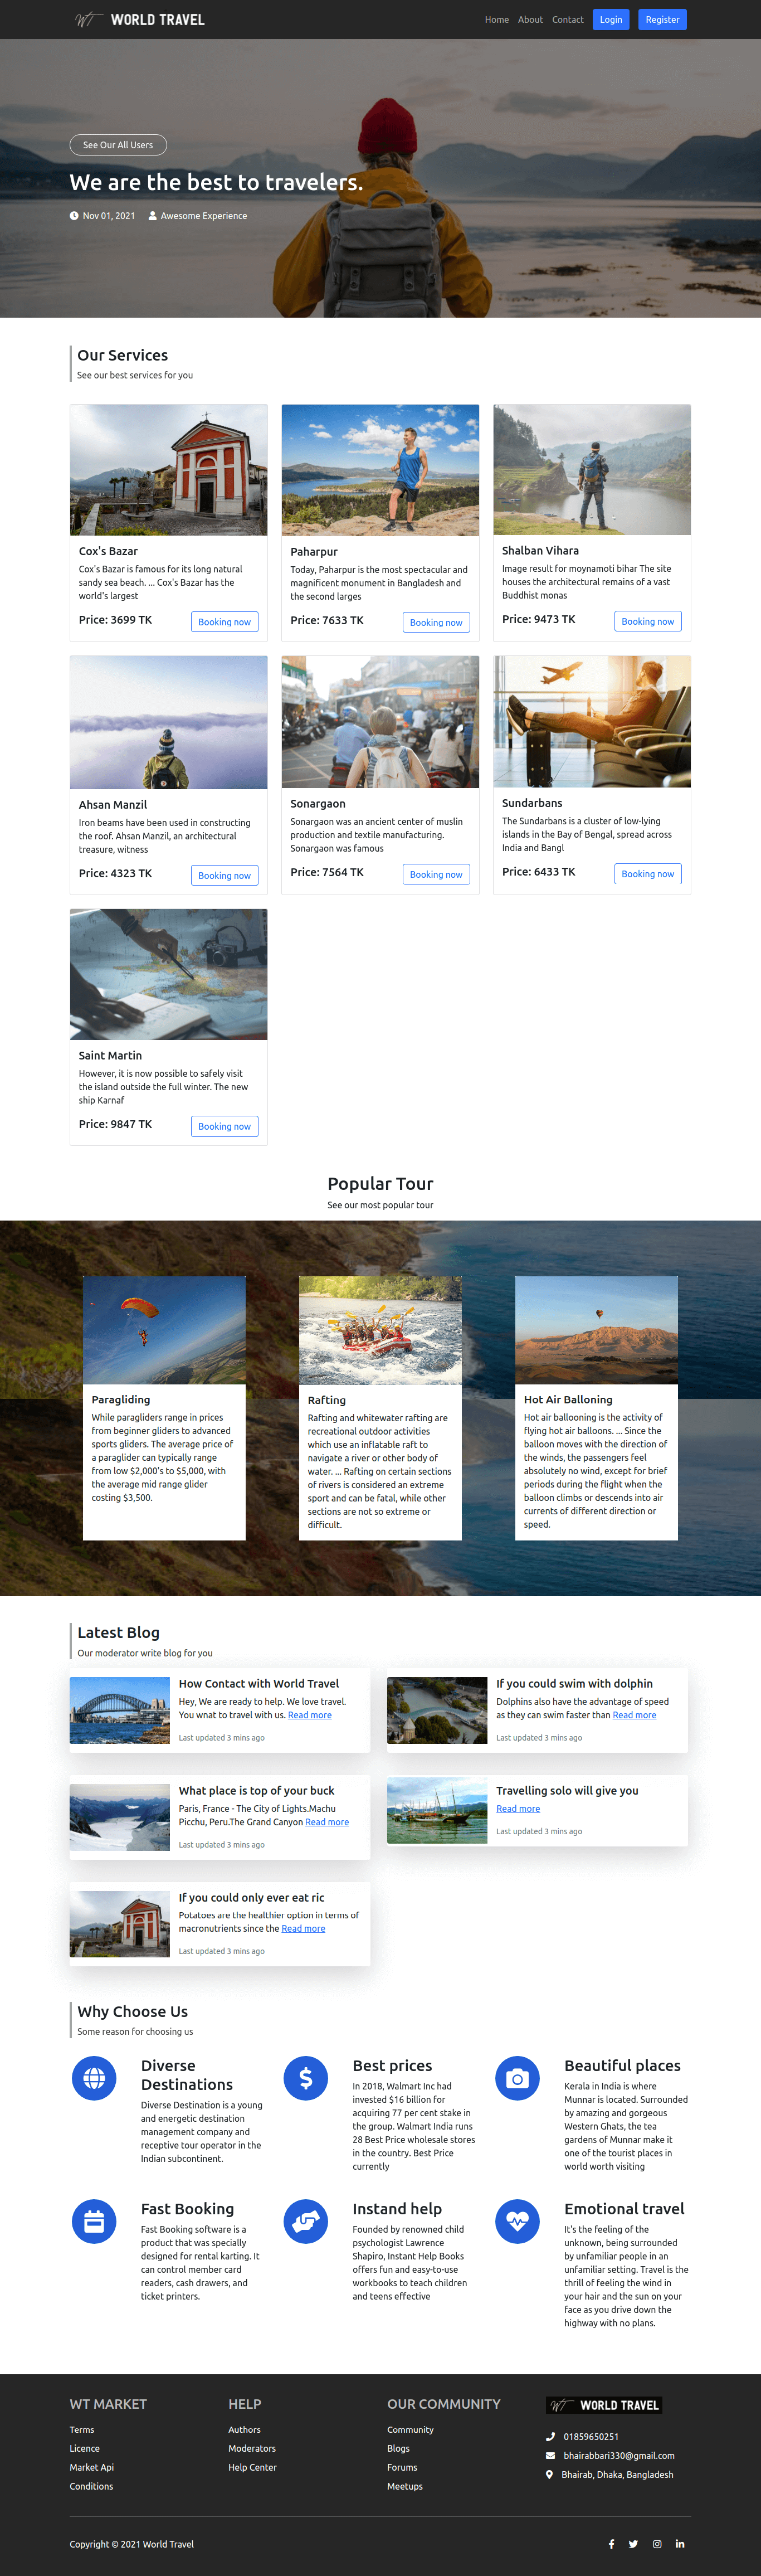 WT WORLD TRAVEL
Home About Contact Login Register
See Our All Users
We are the best to travelers.
Nov 01, 2021 Awesome Experience
Our Services
See our best services for you
Cox's Bazar
Cox's Bazar is famous for its long natural
sandy sea beach. ... Cox's Bazar has the
world's largest
Price: 3699 TK Booking now
Paharpur
Today, Paharpur is the most spectacular and
magnificent monument in Bangladesh and
the second larges
Price: 7633 TK Booking now
Shalban Vihara
Image result for moynamoti bihar The site
houses the architectural remains of a vast
Buddhist monas
Price: 9473 TK Booking now
Ahsan Manzil
Iron beams have been used in constructing
the roof. Ahsan Manzil, an architectural
treasure, witness
Price: 4323 TK Booking now
Sonargaon
Sonargaon was an ancient center of muslin
production and textile manufacturing.
Sonargaon was famous
Price: 7564 TK Booking now
Sundarbans
The Sundarbans is a cluster of low-lying
islands in the Bay of Bengal, spread across
India and Bangl
Price: 6433 TK Booking now
Saint Martin
However, it is now possible to safely visit
the island outside the full winter. The new
ship Karnaf
Price: 9847 TK Booking now
Popular Tour
See our most popular tour
Paragliding
While paragliders range in prices
from beginner gliders to advanced
sports gliders. The average price of
a paraglider can typically range
from low $2,000's to $5,000, with
the average mid range glider
costing $3,500.
Rafting
Rafting and whitewater rafting are
recreational outdoor activities
which use an inflatable raft to
navigate a river or other body of
water. ... Rafting on certain sections
of rivers is considered an extreme
sport and can be fatal, while other
sections are not so extreme or
difficult.
Hot Air Balloning
Hot air ballooning is the activity of
flying hot air balloons. ... Since the
balloon moves with the direction of
the winds, the passengers feel
absolutely no wind, except for brief
periods during the flight when the
balloon climbs or descends into air
currents of different direction or
speed.
Latest Blog
Our moderator write blog for you
How Contact with World Travel
Hey, We are ready to help. We love travel.
You wnat to travel with us. Read more
Last updated 3 mins ago
If you could swim with dolphin
Dolphins also have the advantage of speed
as they can swim faster than Read more
Last updated 3 mins ago
What place is top of your buck
Paris, France - The City of Lights.Machu
Picchu, Peru.The Grand Canyon Read more
Last updated 3 mins ago
Travelling solo will give you
Read more
Last updated 3 mins ago
If you could only ever eat ric
Potatoes are the healthier option in terms of
macronutrients since the Read more
Last updated 3 mins ago
Why Choose Us
Some reason for choosing us
Diverse
Destinations
Diverse Destination is a young
and energetic destination
management company and
receptive tour operator in the
Indian subcontinent.
Best prices
In 2018, Walmart Inc had
invested $16 billion for
acquiring 77 per cent stake in
the group. Walmart India runs
28 Best Price wholesale stores
in the country. Best Price
currently
Beautiful places
Kerala in India is where
Munnar is located. Surrounded
by amazing and gorgeous
Western Ghats, the tea
gardens of Munnar make it
one of the tourist places in
world worth visiting
Fast Booking
Fast Booking software is a
product that was specially
designed for rental karting. It
can control member card
readers, cash drawers, and
ticket printers.
Instand help
Founded by renowned child
psychologist Lawrence
Shapiro, Instant Help Books
offers fun and easy-to-use
workbooks to teach children
and teens effective
Emotional travel
It's the feeling of the
unknown, being surrounded
by unfamiliar people in an
unfamiliar setting. Travel is the
thrill of feeling the wind in
your hair and the sun on your
face as you drive down the
highway with no plans.
WT MARKET
Terms
Licence
Market Api
Conditions
HELP
Authors
Moderators
Help Center
OUR COMMUNITY
Community
Blogs
Forums
Meetups
WT WORLD TRAVEL
01859650251
bhairabbari330@gmail.com
Bhairab, Dhaka, Bangladesh
Copyright © 2021 World Travel